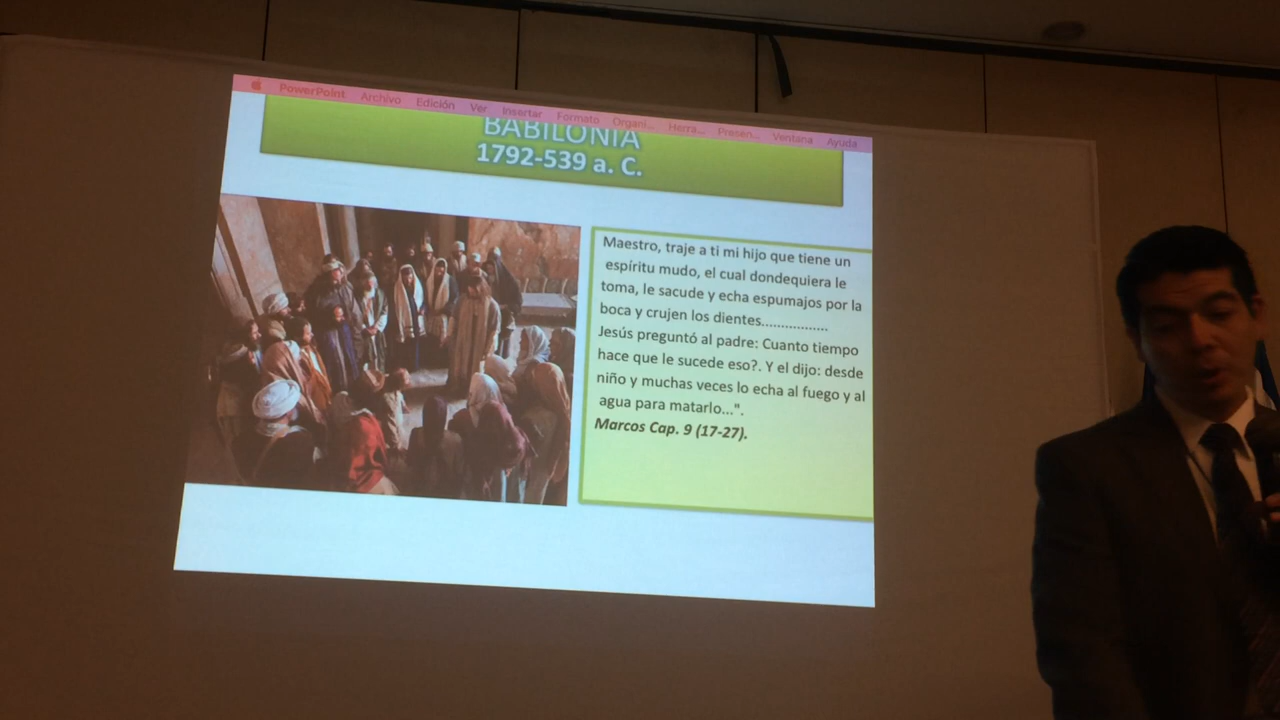 PowerPoint Archivo Edición Ver Insertar Formato Organi... Herra... Presen... Ventana Ayuda
BABILONIA
1792-539 a. C.
Maestro, traje a ti mi hijo que tiene un
espíritu mudo, el cual dondequiera le
toma, le sacude y echa espumajos por la
boca y crujen los dientes................
Jesús preguntó al padre: Cuanto tiempo
hace que le sucede eso?. Y el dijo: desde
niño y muchas veces lo echa al fuego y al
agua para matarlo...".
Marcos Cap. 9 (17-27).